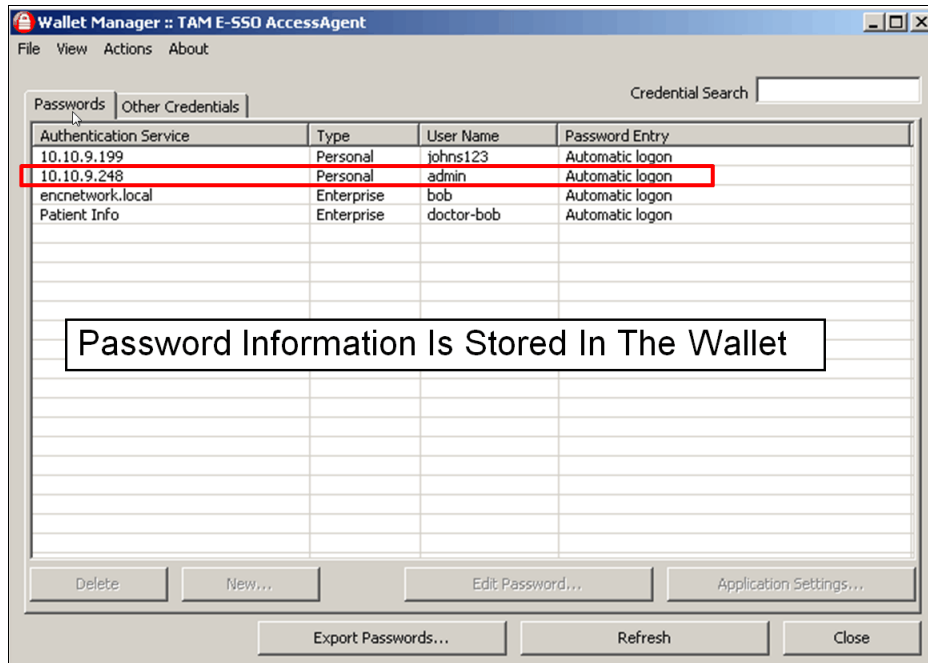 Wallet Manager :: TAM E-SSO AccessAgent
File View Actions About
Credential Search
Passwords Other Credentials
Authentication Service Type User Name Password Entry
10.10.9.199 Personal johns123 Automatic logon
10.10.9.248 Personal admin Automatic logon
encnetwork.local Enterprise bob Automatic logon
Patient Info Enterprise doctor-bob Automatic logon
Password Information Is Stored In The Wallet
Delete New... Edit Password... Application Settings...
Export Passwords... Refresh Close